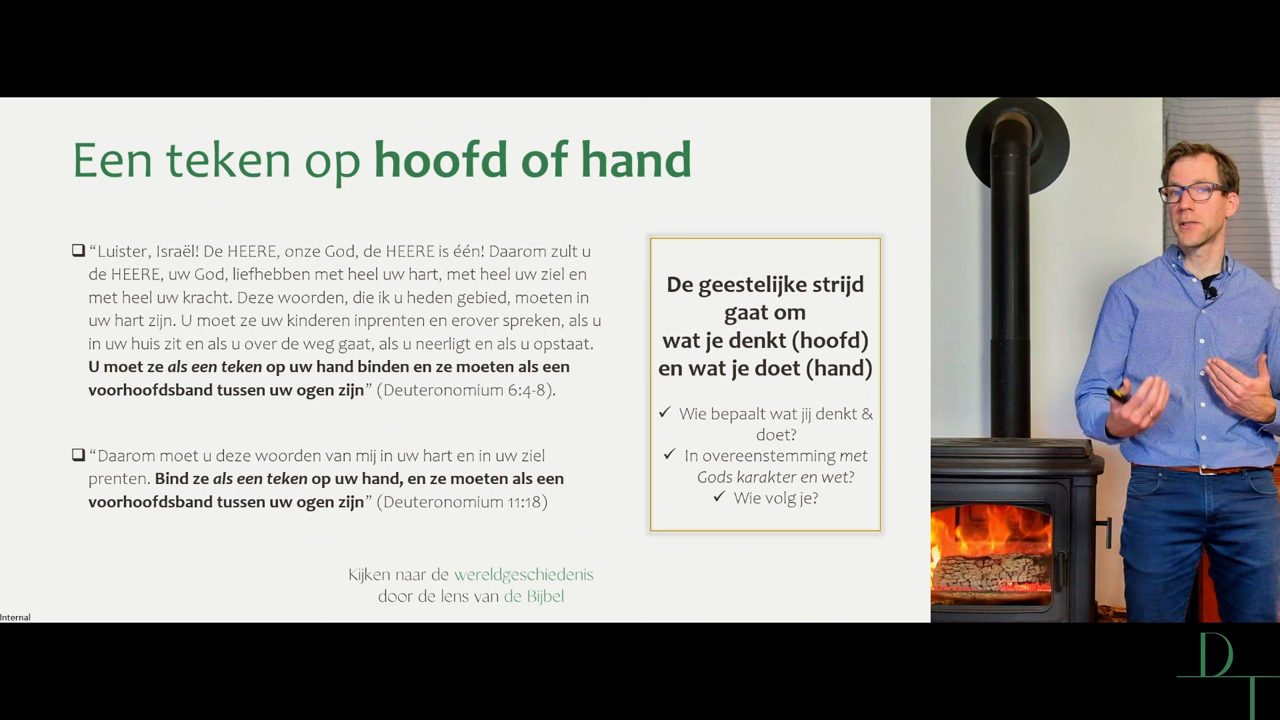 Een teken op hoofd of hand
“Luister, Israël! De HEERE, onze God, de HEERE is één! Daarom zult u
de HEERE, uw God, liefhebben met heel uw hart, met heel uw ziel en
met heel uw kracht. Deze woorden, die ik u heden gebied, moeten in
uw hart zijn. U moet ze uw kinderen inprenten en erover spreken, als u
in uw huis zit en als u over de weg gaat, als u neerligt en als u opstaat.
U moet ze als een teken op uw hand binden en ze moeten als een
voorhoofdsband tussen uw ogen zijn” (Deuteronomium 6:4-8).
“Daarom moet u deze woorden van mij in uw hart en in uw ziel
prenten. Bind ze als een teken op uw hand, en ze moeten als een
voorhoofdsband tussen uw ogen zijn” (Deuteronomium 11:18)
De geestelijke strijd
gaat om
wat je denkt (hoofd)
en wat je doet (hand)
✓ Wie bepaalt wat jij denkt &
doet?
✓ In overeenstemming met
Gods karakter en wet?
✓ Wie volg je?
Kijken naar de wereldgeschiedenis
door de lens van de Bijbel
Internal
DT